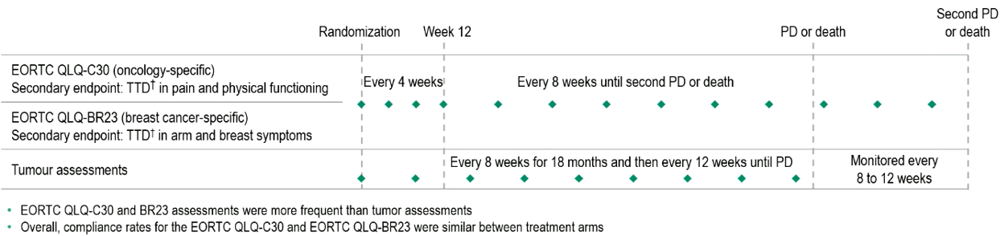 Second PD
or death
Randomization
Week 12
PD or death
EORTC QLQ-C30 (oncology-specific)
Secondary endpoint: TTD† in pain and physical functioning
Every 4 weeks
Every 8 weeks until second PD or death
EORTC QLQ-BR23 (breast cancer-specific)
Secondary endpoint: TTD† in arm and breast symptoms
Tumour assessments
Every 8 weeks for 18 months and then every 12 weeks until PD
Monitored every
8 to 12 weeks
• EORTC QLQ-C30 and BR23 assessments were more frequent than tumor assessments
• Overall, compliance rates for the EORTC QLQ-C30 and EORTC QLQ-BR23 were similar between treatment arms